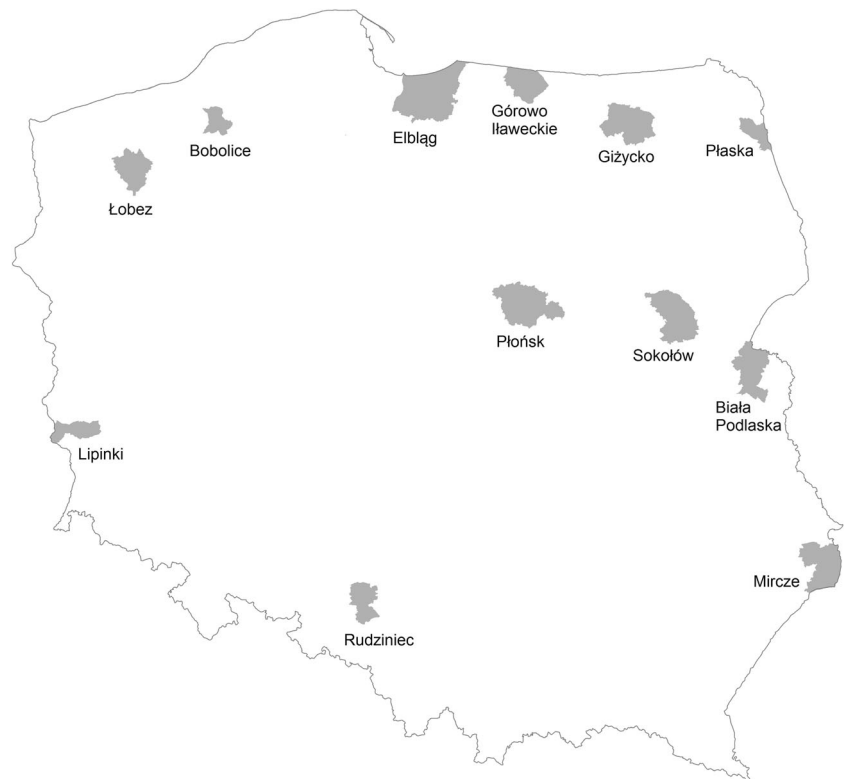 Bobolice
Elbląg
Górowo
Iławeckie
Giżycko
Płaska
Łobez
Płońsk
Sokołów
Biała
Podlaska
Lipinki
Mircze
Rudziniec